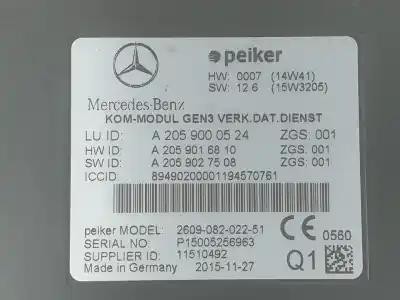 peiker
HW: 0007 (14W41)
SW: 12.6 (15W3205)
Mercedes-Benz
KOM-MODUL GEN3 VERK.DAT.DIENST
LU ID: A 205 900 05 24 ZGS: 001
HW ID: A 205 901 68 10 ZGS: 001
SW ID: A 205 902 75 08 ZGS: 001
ICCID: 89490200001194570761
peiker MODEL: 2609-082-022-51
SERIAL NO: P15005256963
SUPPLIER ID: 11510492
Made in Germany 2015-11-27
CE 0560
Q1